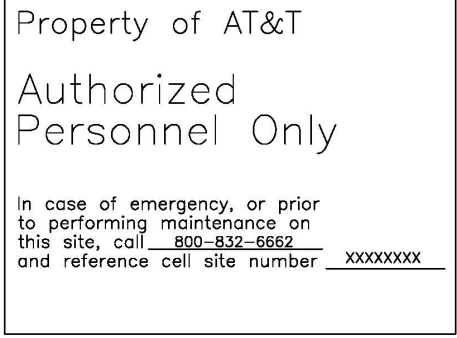 Property of AT&T
Authorized
Personnel Only
In case of emergency, or prior
to performing maintenance on
this site, call 800-832-6662
and reference cell site number XXXXXXXX